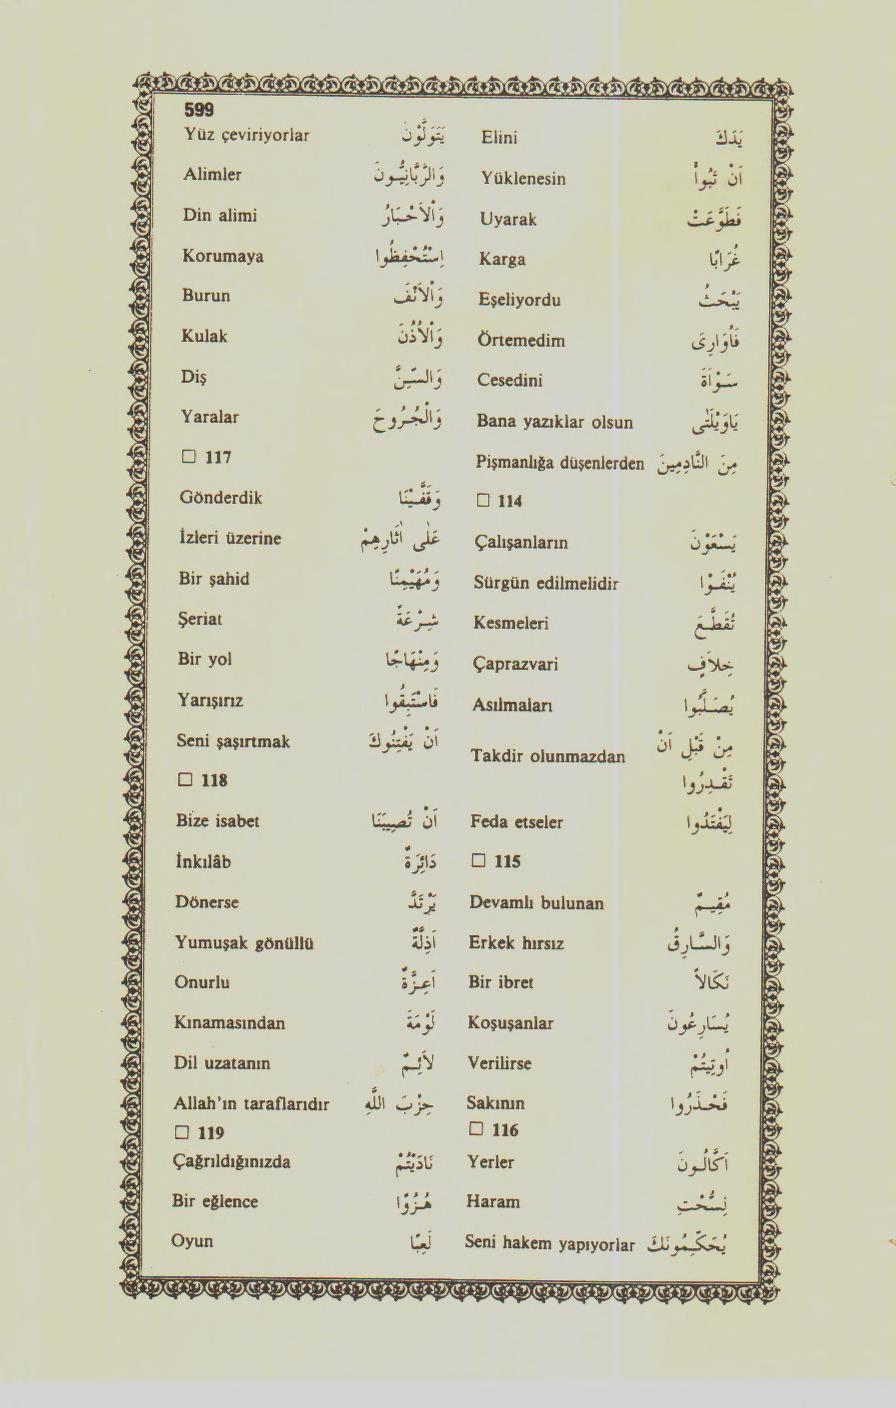 599
Elini يَدَكَ
Yüklenesin اَنْ تَبُوأَ
Uyarak فَطَوَّعَتْ
Karga غُرَابًا
Eşeliyordu يَبْحَثُ
Örtemedim فَاُوَارِىَ
Cesedini سَوْاَةَ
Bana yazıklar olsun يَاوَيْلَتٰى
Pişmanlığa düşenlerden مِنَ النَّادِمِينَ
□ 114
Çalışanların يَسْعَوْنَ
Sürgün edilmelidir يُنْفَوْا
Kesmeleri تُقَطَّعَ
Çaprazvari خِلاَفٍ
Asılmaları يُصَلَّبُوا
Takdir olunmazdan مِنْ قَبْلِ اَنْ
تَقْدِرُوا
Feda etseler لِيَفْتَدُوا
□ 115
Devamlı bulunan مُقِيمٌ
Erkek hırsız وَالسَّارِقُ
Bir ibret نَكَالاً
Koşuşanlar يُسَارِعُونَ
Verilirse اُوتِيتُمْ
Sakının فَحْذَرُوا
□ 116
Yerler اَكَّالُونَ
Haram لِسُّحْتِ
Seni hakem yapıyorlar يُحَكِّمُونَكَ
Yüz çeviriyorlar يَتَوَلَّوْنَ
Alimler وَالرَّبَّانِيُّونَ
Din alimi وَالْاَحْبَارُ
Korumaya اِسْتُحْفِظُوا
Burun وَالْاَنْفَ
Kulak وَالْاُذُنَ
Diş وَالسِّنَّ
Yaralar وَالْجُرُوحَ
□ 117
Gönderdik وَقَفَّيْنَا
İzleri üzerine عَلٰى اٰثَارِهِمْ
Bir şahid وَمُهَيْمِنًا
Şeriat شِرْعَةً
Bir yol وَمِنْهَاجًا
Yarışınız فَاسْتَبِقُوا
Seni şaşırtmak اَنْ يَفْتِنُوكَ
□ 118
Bize isabet اَنْ تُصِيبَنَا
İnkılâb دَائِرَةٌ
Dönerse يَرْتَدَّ
Yumuşak gönüllü اَذِلَّةٌ
Onurlu اَعِزَّةٌ
Kınamasından لَوْمَةَ
Dil uzatanın لاَئِمٌ
Allah'ın taraflarıdır حِزْبَ اللَّهِ
□ 119
Çağrıldığınızda نَادَيْتُمْ
Bir eğlence هُزُوًا
Oyun لَعِبًا